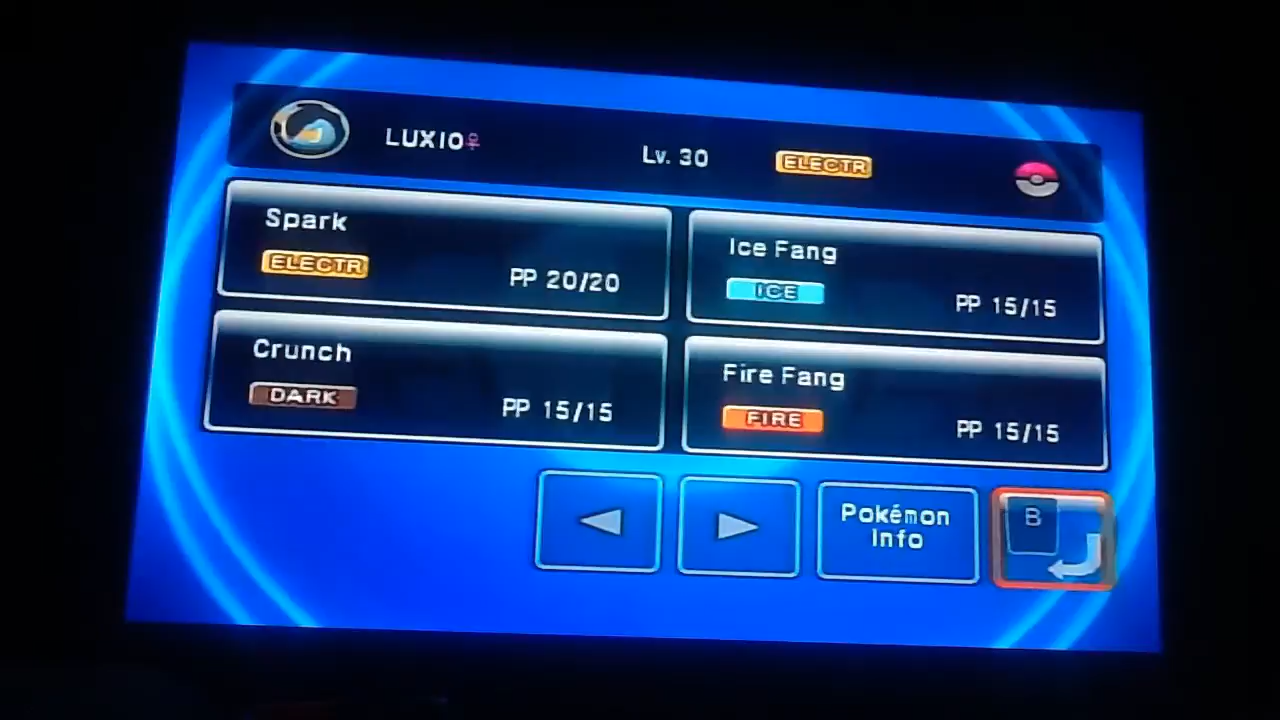 LUXIO♀ Lv. 30 ELECTR
Spark
ELECTR PP 20/20
Ice Fang
ICE PP 15/15
Crunch
DARK PP 15/15
Fire Fang
FIRE PP 15/15
Pokémon
Info
B